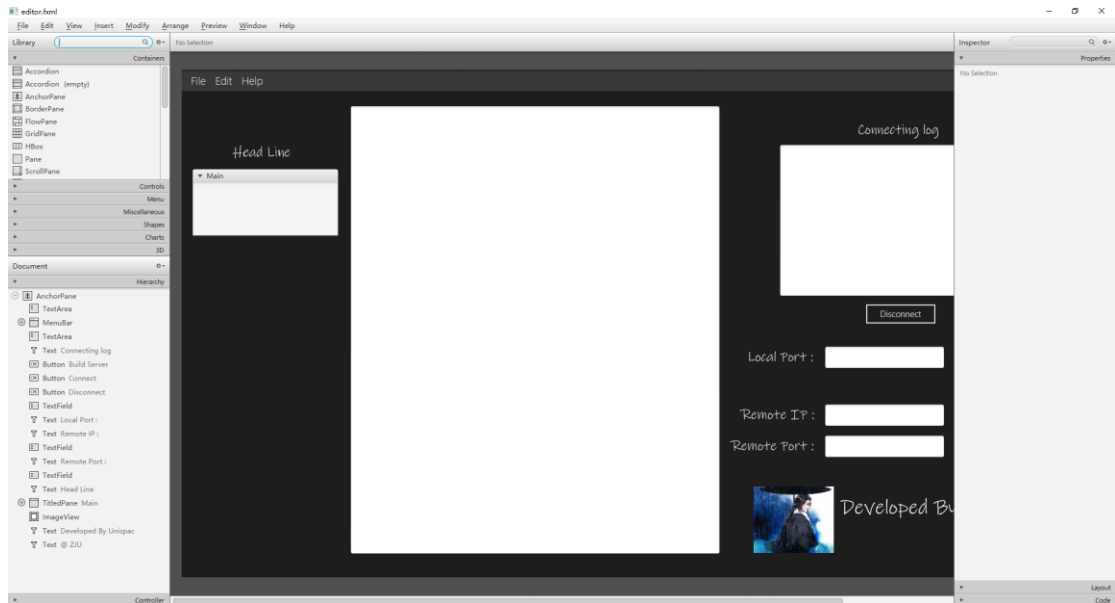 editor.fxml
File Edit View Insert Modify Arrange Preview Window Help
Library
No Selection
Inspector
Containers
Properties
Accordion
No Selection
Accordion (empty)
AnchorPane
BorderPane
FlowPane
GridPane
HBox
Pane
ScrollPane
Controls
Menu
Miscellaneous
Shapes
Charts
3D
Document
Hierarchy
AnchorPane
TextArea
MenuBar
TextArea
Text Connecting log
Button Build Server
Button Connect
Button Disconnect
TextField
Text Local Port :
Text Remote IP :
TextField
Text Remote Port :
TextField
Text Head Line
TitledPane Main
ImageView
Text Developed By Unispac
Text @ ZJU
Controller
File Edit Help
Head Line
Main
Connecting log
Disconnect
Local Port :
Remote IP :
Remote Port :
Developed By
Layout
Code